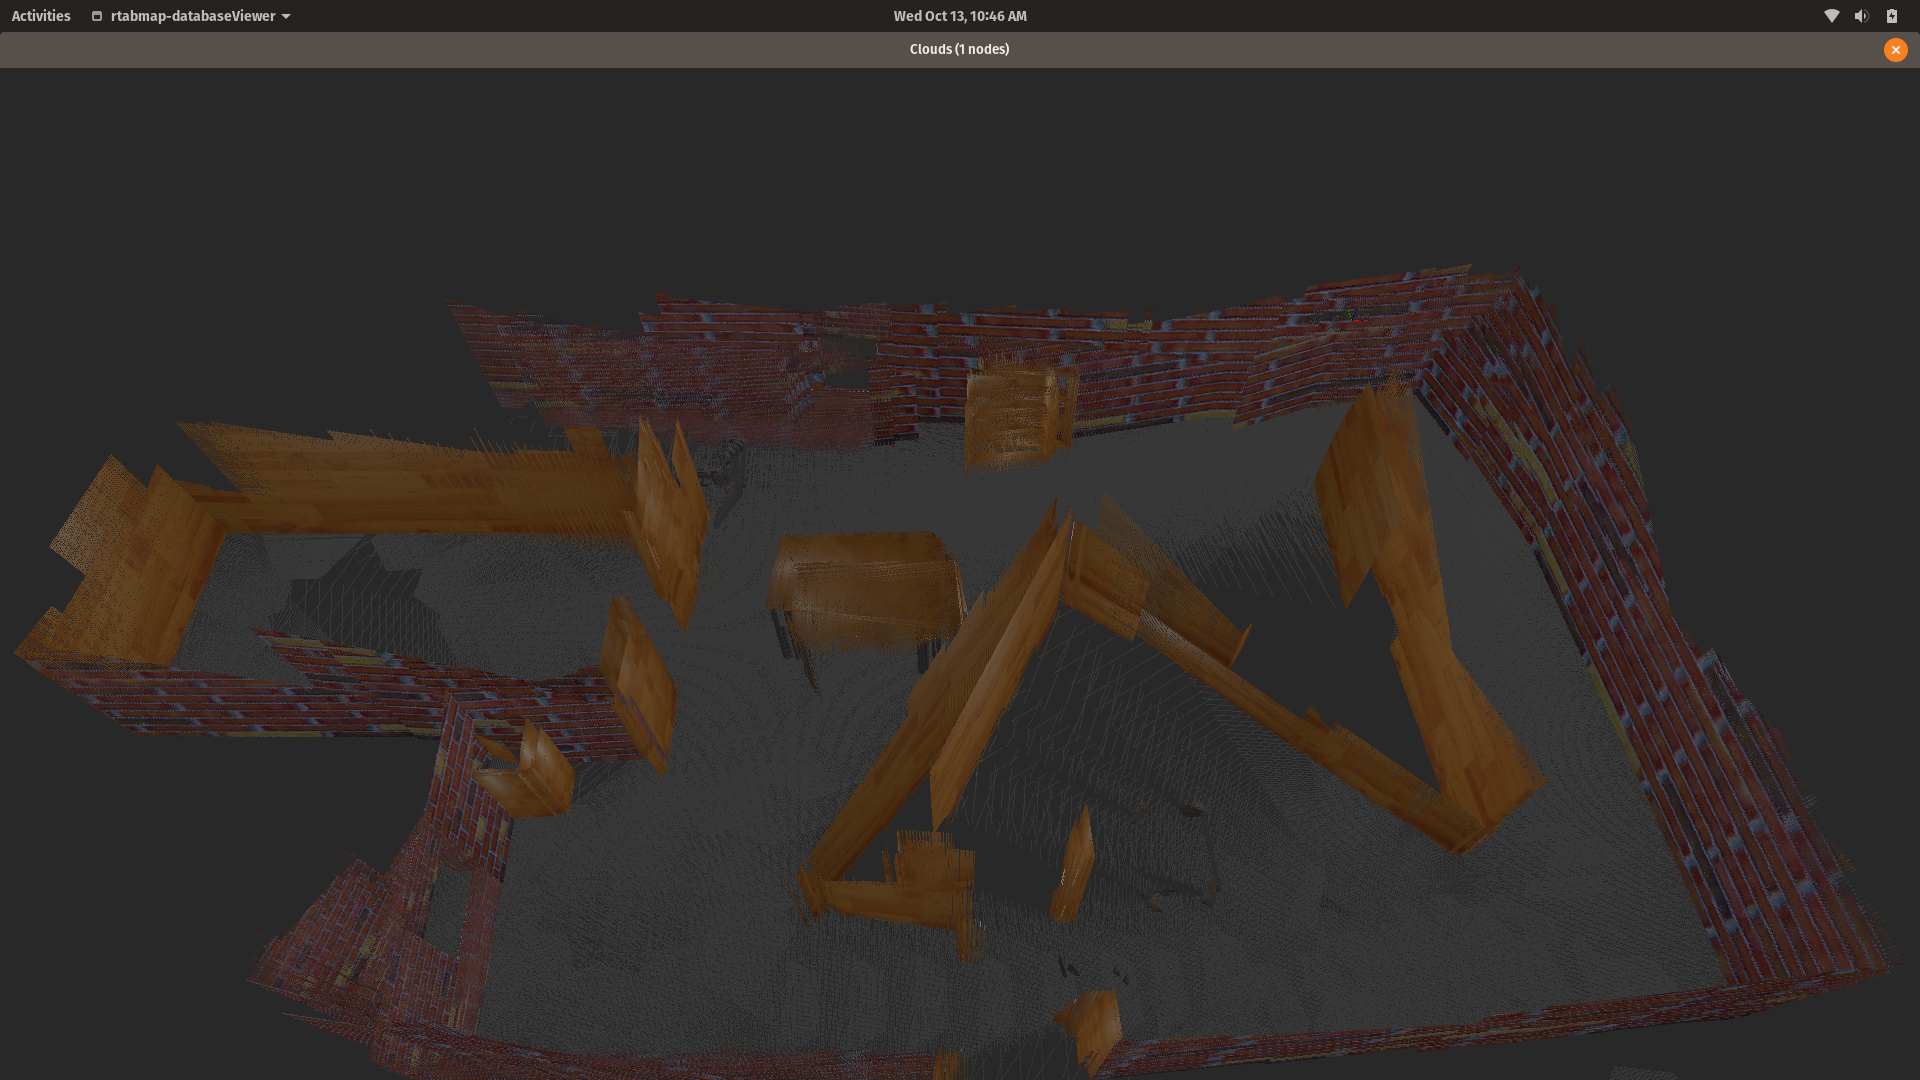 Activities
rtabmap-databaseViewer
Wed Oct 13, 10:46 AM
Clouds (1 nodes)